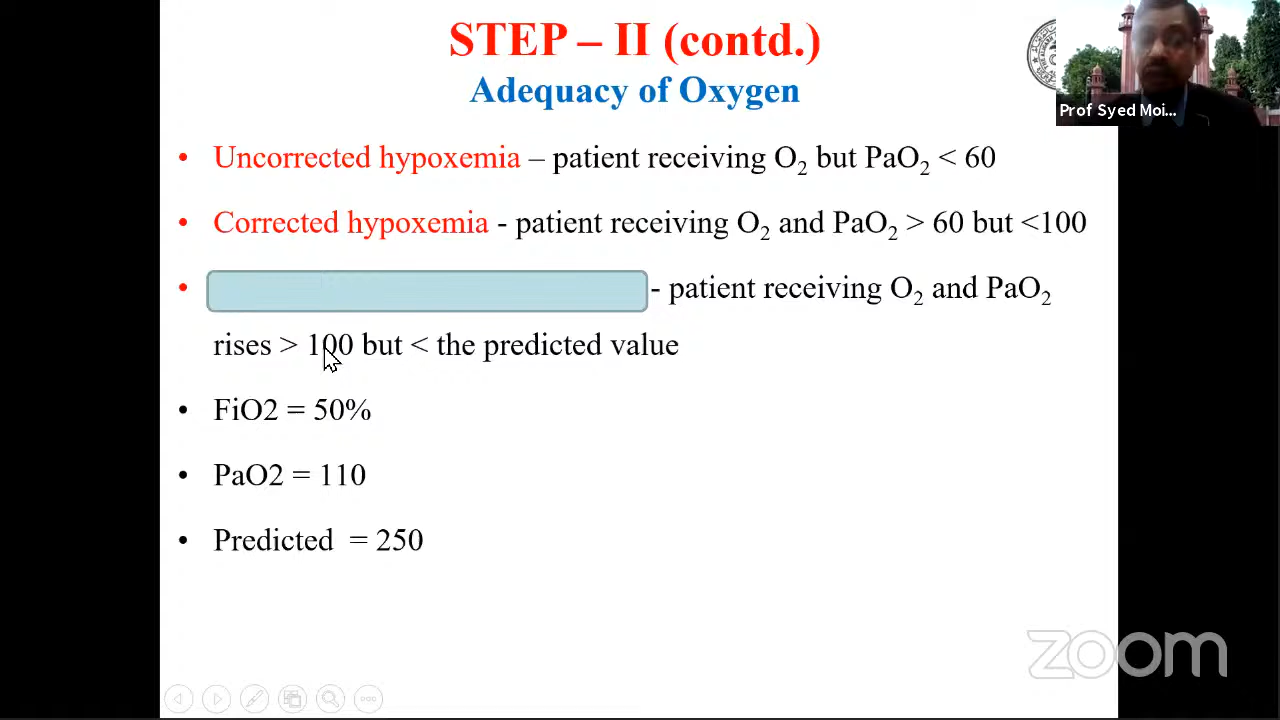 STEP – II (contd.)
Adequacy of Oxygen
Prof Syed Moi...
• Uncorrected hypoxemia – patient receiving O₂ but PaO₂ < 60
• Corrected hypoxemia - patient receiving O₂ and PaO₂ > 60 but <100
• - patient receiving O₂ and PaO₂
rises > 100 but < the predicted value
• FiO2 = 50%
• PaO2 = 110
• Predicted = 250
zoom